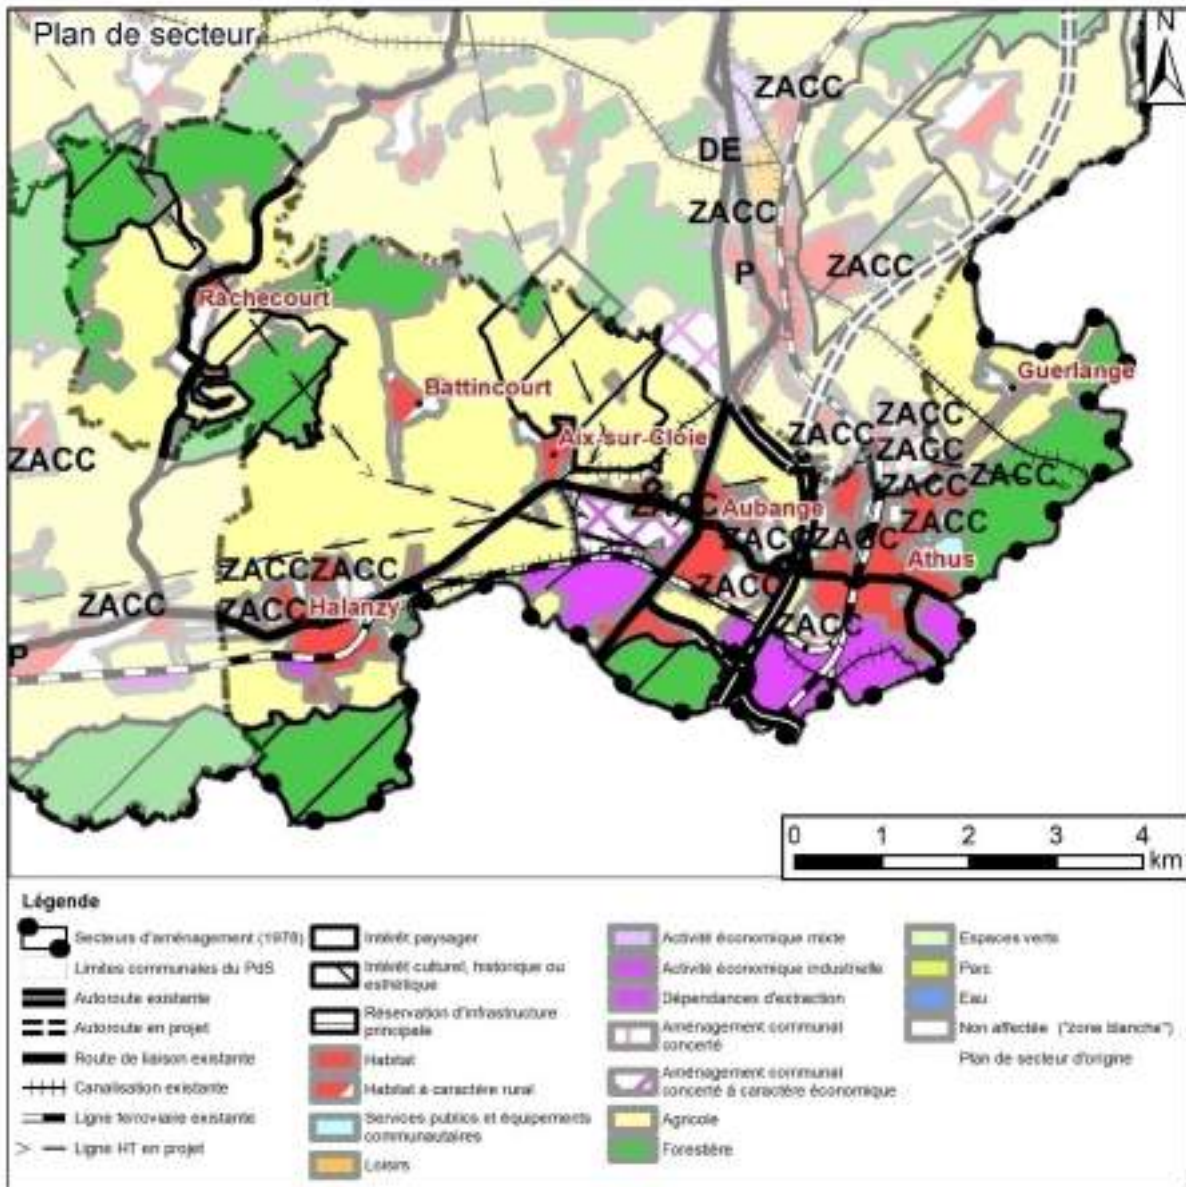 Plan de secteur
N
ZACC
DE
ZACC
P
ZACC
Rachecourt
Battincourt
Guerlange
ZACC
ZACC
Aix-sur-Cloie
ZACC
ZACC
ZACC
ZACC
ZACC
Aubange
ZACC
ZACC
ZACC
Athus
ZACC
ZACC
ZACC
ZACC
ZACC
Halanzy
ZACC
P
0 1 2 3 4
km
Légende
Secteurs d'aménagement (1978)
Limites communales du PdS
Autoroute existante
Autoroute en projet
Route de liaison existante
Canalisation existante
Ligne ferroviaire existante
Ligne HT en projet
Intérêt paysager
Intérêt culturel, historique ou
esthétique
Réservation d'infrastructure
principale
Habitat
Habitat à caractère rural
Services publics et équipements
communautaires
Loisirs
Activité économique mixte
Activité économique industrielle
Dépendances d'extraction
Aménagement communal
concerté
Aménagement communal
concerté à caractère économique
Agricole
Forestière
Espaces verts
Parc
Eau
Non affectée ("zone blanche")
Plan de secteur d'origine